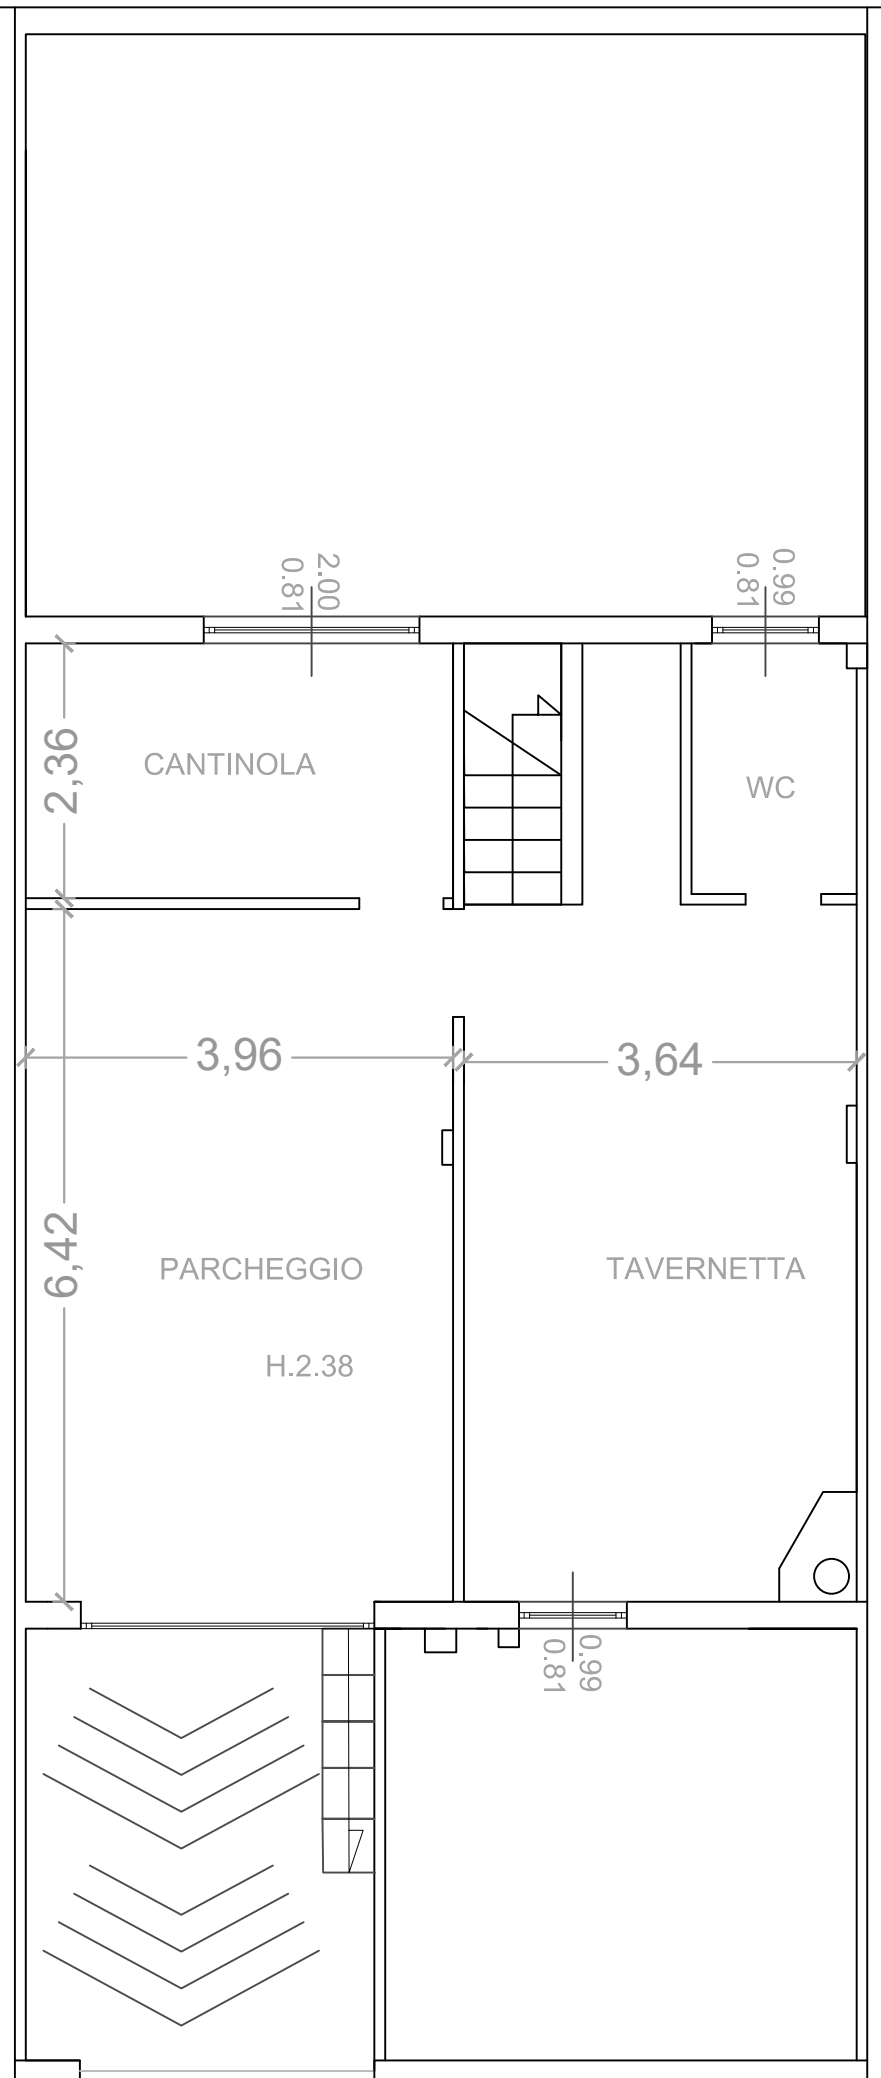 2.00
0.81
0.99
0.81
CANTINOLA
2,36
WC
3,96
3,64
6,42
PARCHEGGIO
TAVERNETTA
H.2.38
0.99
0.81